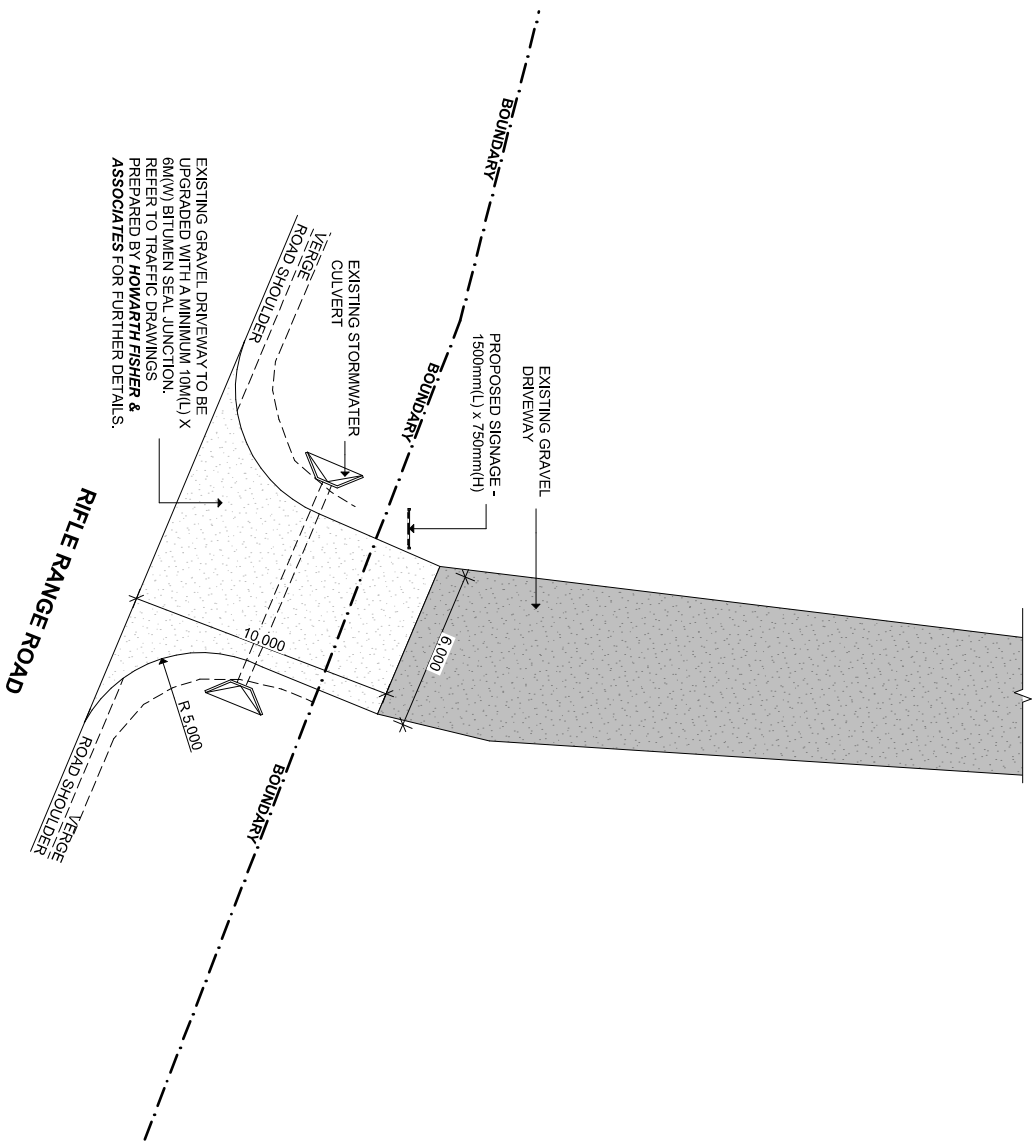 BOUNDARY
EXISTING GRAVEL
DRIVEWAY
PROPOSED SIGNAGE -
1500mm(L) x 750mm(H)
BOUNDARY
EXISTING STORMWATER
CULVERT
VERGE
ROAD SHOULDER
EXISTING GRAVEL DRIVEWAY TO BE
UPGRADED WITH A MINIMUM 10M(L) X
6M(W) BITUMEN SEAL JUNCTION.
REFER TO TRAFFIC DRAWINGS
PREPARED BY HOWARTH FISHER &
ASSOCIATES FOR FURTHER DETAILS.
6,000
10,000
R 5,000
BOUNDARY
VERGE
ROAD SHOULDER
RIFLE RANGE ROAD